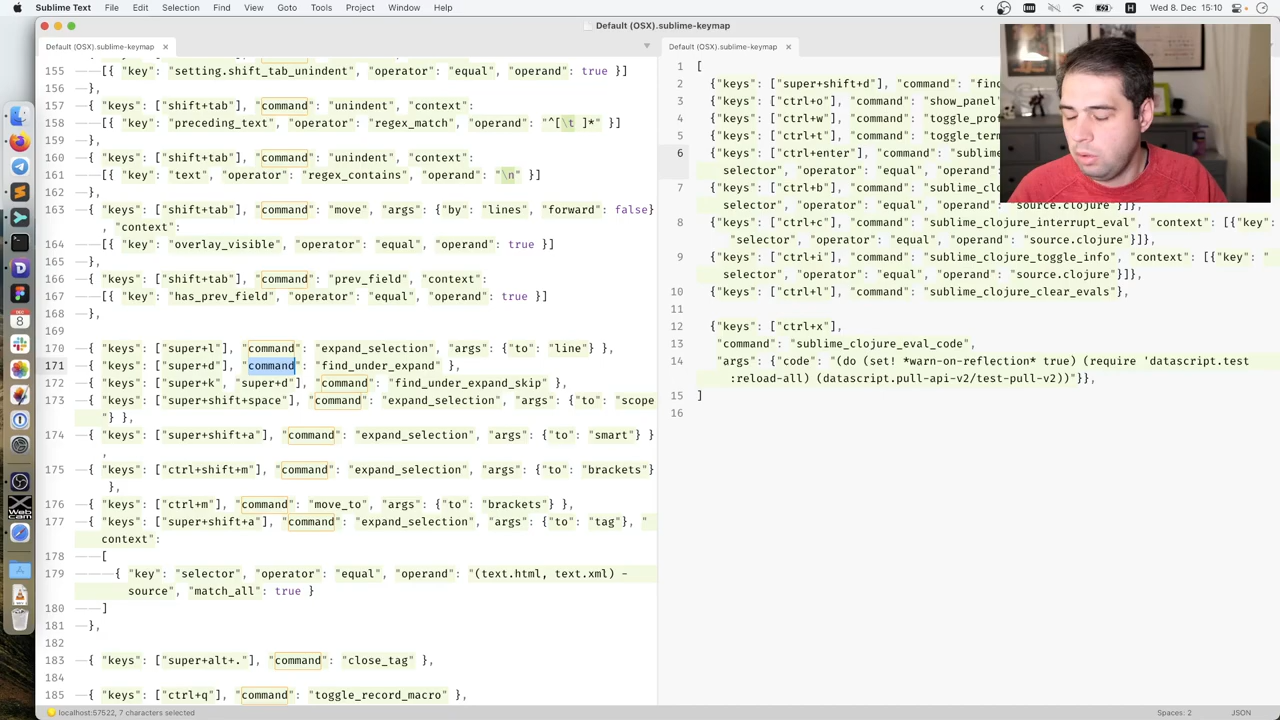 Sublime Text File Edit Selection Find View Goto Tools Project Window Help
Wed 8. Dec 15:10
Default (OSX).sublime-keymap
Default (OSX).sublime-keymap
155 [{ "key": "setting.shift_tab_unindent", "operator": "equal", "operand": true }]
156 },
157 { "keys": ["shift+tab"], "command": "unindent", "context":
158 [{ "key": "preceding_text", "operator": "regex_match", "operand": "^[\t ]*" }]
159 },
160 { "keys": ["shift+tab"], "command": "unindent", "context":
161 [{ "key": "text", "operator": "regex_contains", "operand": "\n" }]
162 },
163 { "keys": ["shift+tab"], "command": "move", "args": {"by": "lines", "forward": false}
, "context":
164 [{ "key": "overlay_visible", "operator": "equal", "operand": true }]
165 },
166 { "keys": ["shift+tab"], "command": "prev_field", "context":
167 [{ "key": "has_prev_field", "operator": "equal", "operand": true }]
168 },
169
170 { "keys": ["super+l"], "command": "expand_selection", "args": {"to": "line"} },
171 { "keys": ["super+d"], "command": "find_under_expand" },
172 { "keys": ["super+k", "super+d"], "command": "find_under_expand_skip" },
173 { "keys": ["super+shift+space"], "command": "expand_selection", "args": {"to": "scope
"} },
174 { "keys": ["super+shift+a"], "command": "expand_selection", "args": {"to": "smart"} }
,
175 { "keys": ["ctrl+shift+m"], "command": "expand_selection", "args": {"to": "brackets"}
},
176 { "keys": ["ctrl+m"], "command": "move_to", "args": {"to": "brackets"} },
177 { "keys": ["super+shift+a"], "command": "expand_selection", "args": {"to": "tag"}, "
context":
178 [
179 { "key": "selector", "operator": "equal", "operand": "(text.html, text.xml) -
source", "match_all": true }
180 ]
181 },
182
183 { "keys": ["super+alt+."], "command": "close_tag" },
184
185 { "keys": ["ctrl+q"], "command": "toggle_record_macro" },
Default (OSX).sublime-keymap
1 [
2 {"keys": ["super+shift+d"], "command": "fin
3 {"keys": ["ctrl+o"], "command": "show_panel"
4 {"keys": ["ctrl+w"], "command": "toggle_pro
5 {"keys": ["ctrl+t"], "command": "toggle_ter
6 {"keys": ["ctrl+enter"], "command": "sublime
selector", "operator": "equal", "operand":
7 {"keys": ["ctrl+b"], "command": "sublime_clo
selector", "operator": "equal", "operand": "source.clojure"}]},
8 {"keys": ["ctrl+c"], "command": "sublime_clojure_interrupt_eval", "context": [{"key":
"selector", "operator": "equal", "operand": "source.clojure"}]},
9 {"keys": ["ctrl+i"], "command": "sublime_clojure_toggle_info", "context": [{"key": "
selector", "operator": "equal", "operand": "source.clojure"}]},
10 {"keys": ["ctrl+l"], "command": "sublime_clojure_clear_evals"},
11
12 {"keys": ["ctrl+x"],
13 "command": "sublime_clojure_eval_code",
14 "args": {"code": "(do (set! *warn-on-reflection* true) (require 'datascript.test
:reload-all) (datascript.pull-api-v2/test-pull-v2))"}},
15 ]
16
DEC
8
Web
cam
localhost:57522, 7 characters selected
Spaces: 2 JSON